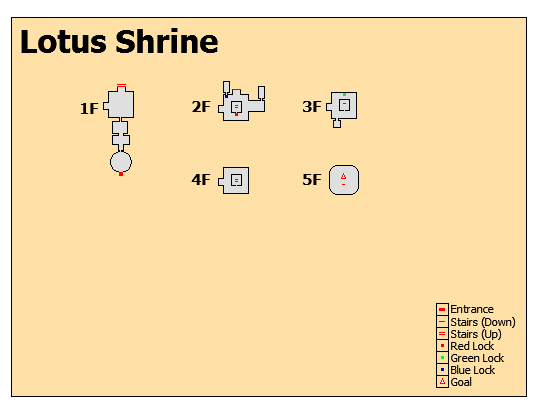 Lotus Shrine
1F
2F
3F
4F
5F
Entrance
Stairs (Down)
Stairs (Up)
Red Lock
Green Lock
Blue Lock
Goal